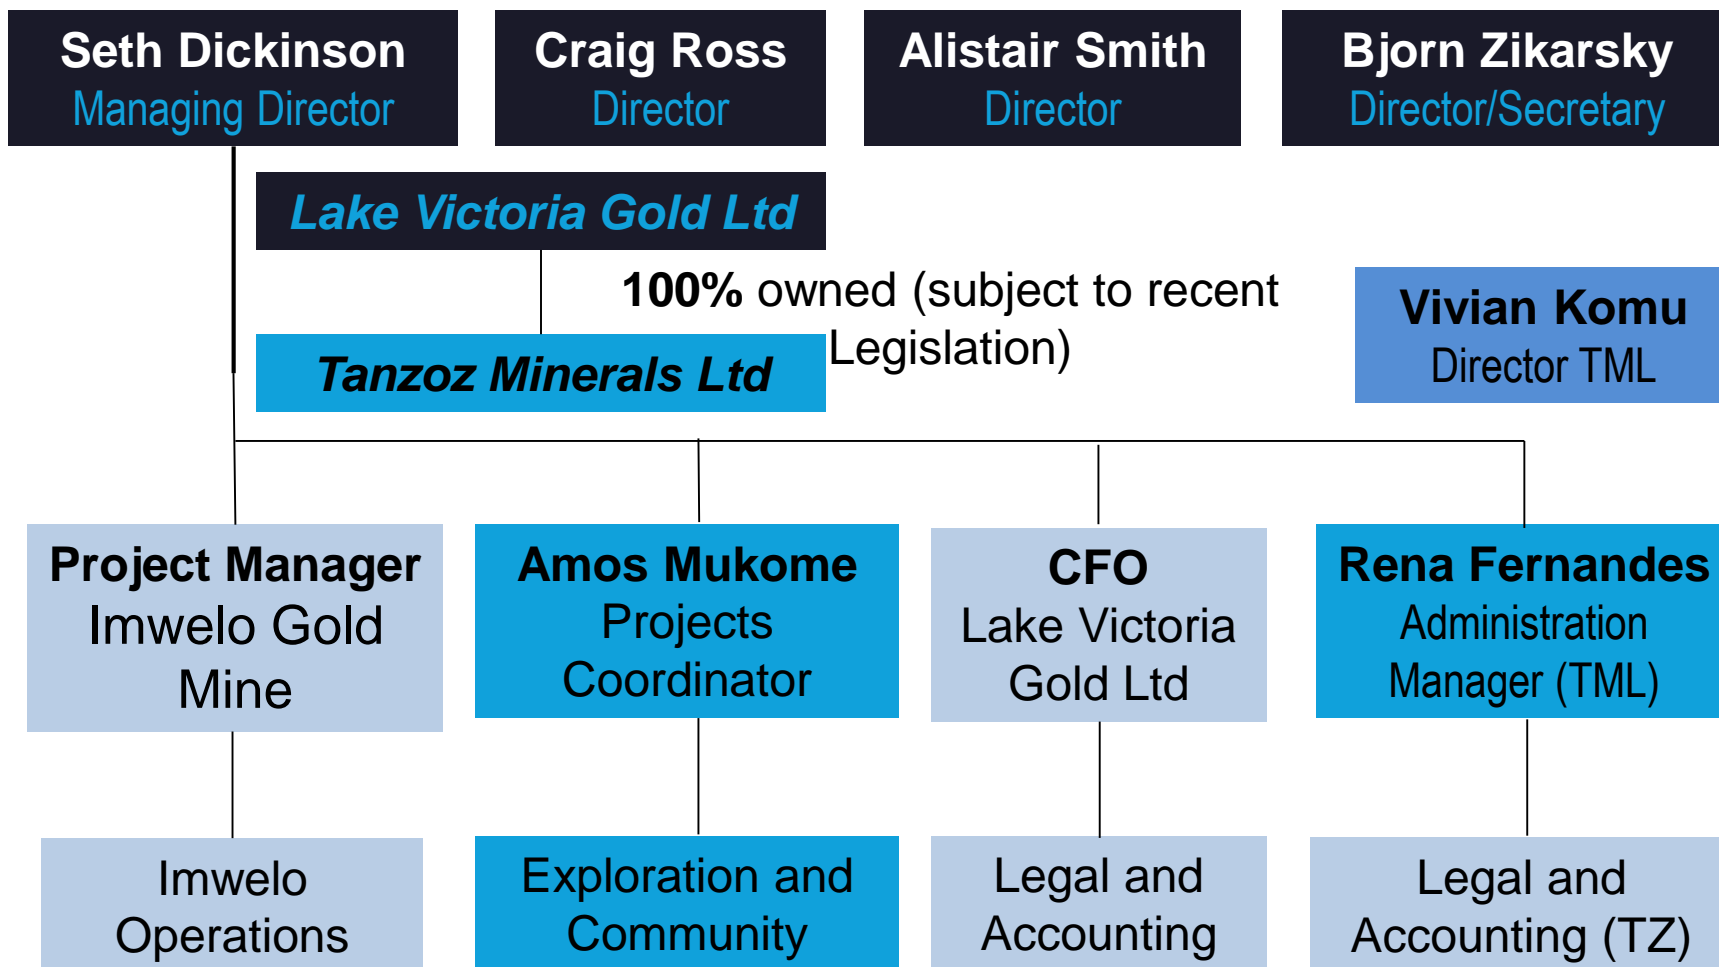 Seth Dickinson
Managing Director
Craig Ross
Director
Alistair Smith
Director
Bjorn Zikarsky
Director/Secretary
Lake Victoria Gold Ltd
100% owned (subject to recent
Legislation)
Tanzoz Minerals Ltd
Vivian Komu
Director TML
Project Manager
Imwelo Gold
Mine
Amos Mukome
Projects
Coordinator
CFO
Lake Victoria
Gold Ltd
Rena Fernandes
Administration
Manager (TML)
Imwelo
Operations
Exploration and
Community
Legal and
Accounting
Legal and
Accounting (TZ)